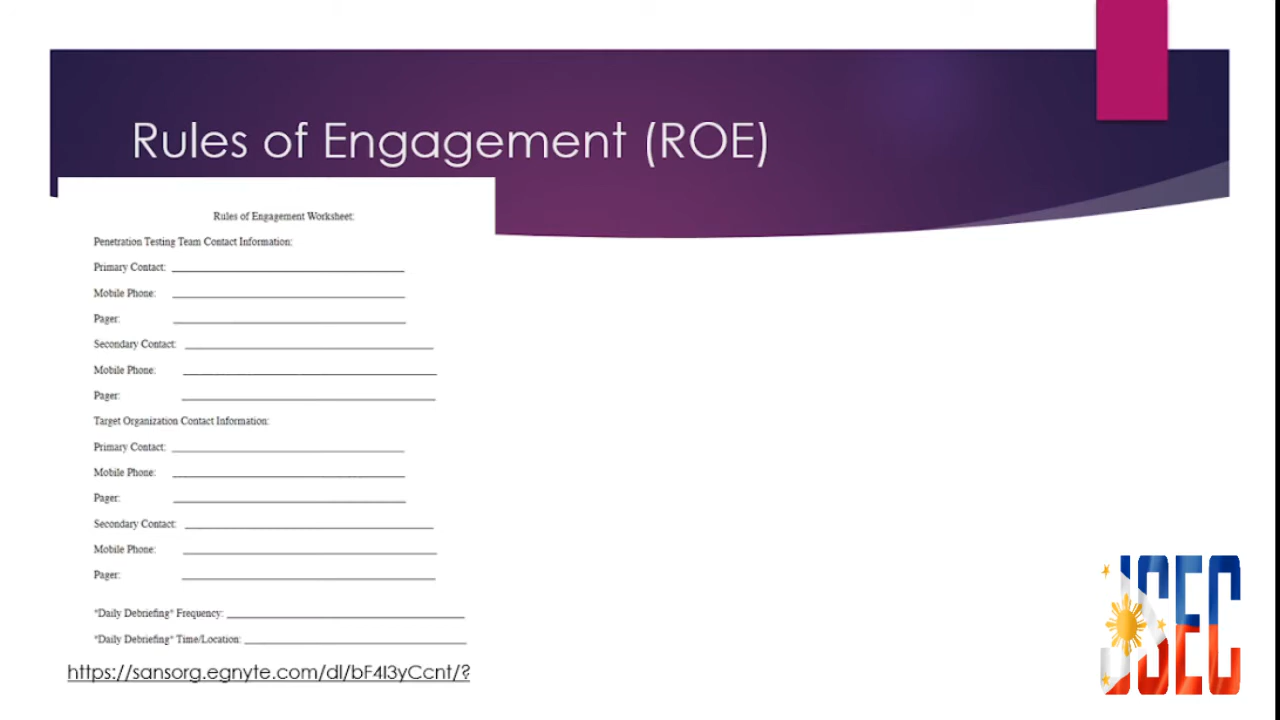 Rules of Engagement (ROE)
Rules of Engagement Worksheet:
Penetration Testing Team Contact Information:
Primary Contact:
Mobile Phone:
Pager:
Secondary Contact:
Mobile Phone:
Pager:
Target Organization Contact Information:
Primary Contact:
Mobile Phone:
Pager:
Secondary Contact:
Mobile Phone:
Pager:
*Daily Debriefing* Frequency:
*Daily Debriefing* Time/Location:
https://sansorg.egnyte.com/dl/bF4I3yCcnt/?
JSEC